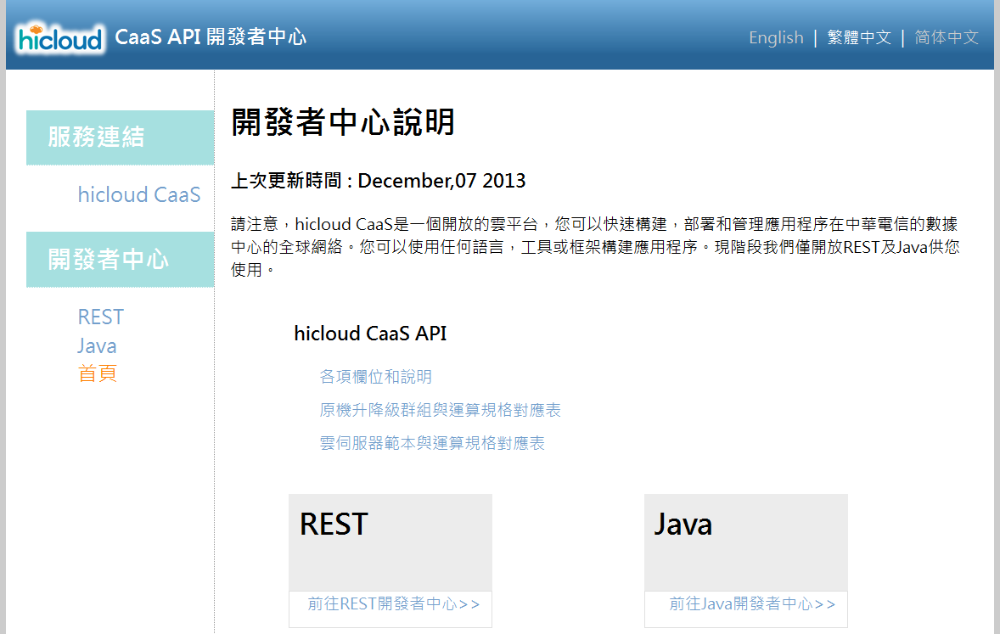 hicloud CaaS API 開發者中心
English | 繁體中文 | 简体中文
服務連結
hicloud CaaS
開發者中心
REST
Java
首頁
開發者中心說明
上次更新時間 : December,07 2013
請注意，hicloud CaaS是一個開放的雲平台，您可以快速構建，部署和管理應用程序在中華電信的數據
中心的全球網絡。您可以使用任何語言，工具或框架構建應用程序。現階段我們僅開放REST及Java供您
使用。
hicloud CaaS API
各項欄位和說明
原機升降級群組與運算規格對應表
雲伺服器範本與運算規格對應表
REST
前往REST開發者中心>>
Java
前往Java開發者中心>>